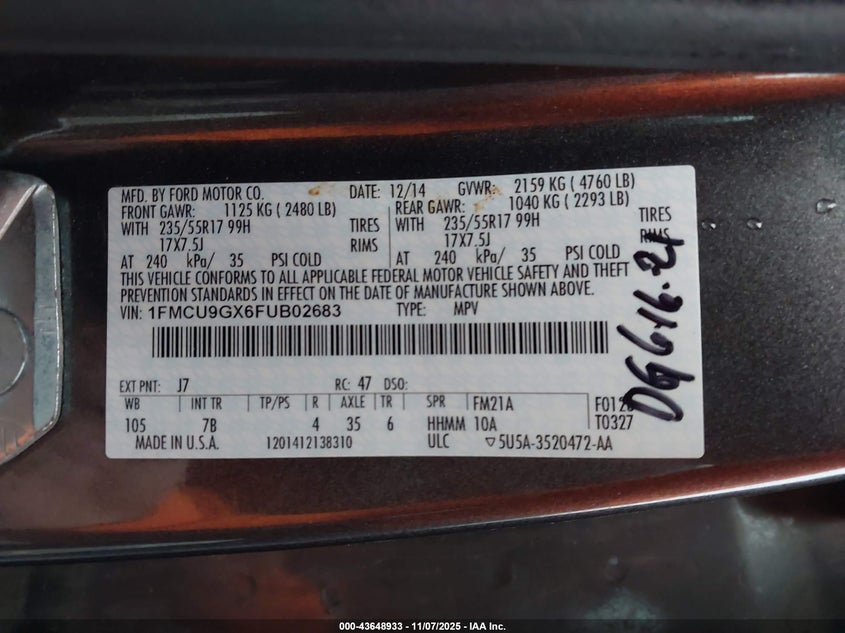 MFD. BY FORD MOTOR CO. DATE: 12/14 GVWR: 2159 KG ( 4760 LB)
FRONT GAWR: 1125 KG ( 2480 LB) REAR GAWR: 1040 KG ( 2293 LB)
WITH 235/55R17 99H TIRES WITH 235/55R17 99H TIRES
17X7.5J RIMS 17X7.5J RIMS
AT 240 kPa/ 35 PSI COLD AT 240 kPa/ 35 PSI COLD
THIS VEHICLE CONFORMS TO ALL APPLICABLE FEDERAL MOTOR VEHICLE SAFETY AND THEFT
PREVENTION STANDARDS IN EFFECT ON THE DATE OF MANUFACTURE SHOWN ABOVE.
VIN: 1FMCU9GX6FUB02683 TYPE: MPV
EXT PNT: J7 RC: 47 DSO:
WB INT TR TP/PS R AXLE TR SPR FM21A
105 7B 4 35 6 HHMM 10A T0327
MADE IN U.S.A. 1201412138310 ULC ▽5U5A-3520472-AA
000-43648933 - 11/07/2025 - IAA Inc.